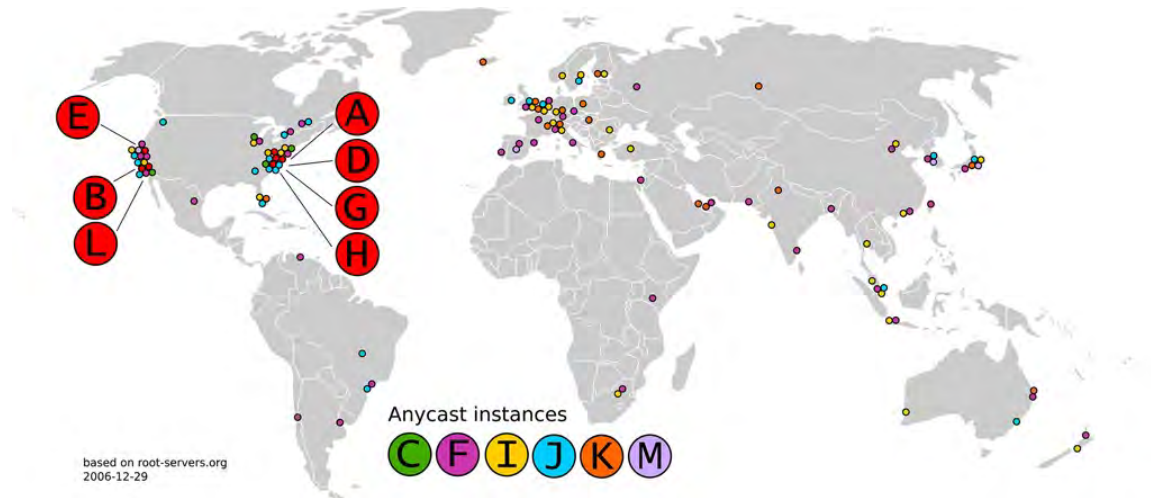 E
A
D
B
G
L
H
Anycast instances
C F I J K M
based on root-servers.org
2006-12-29